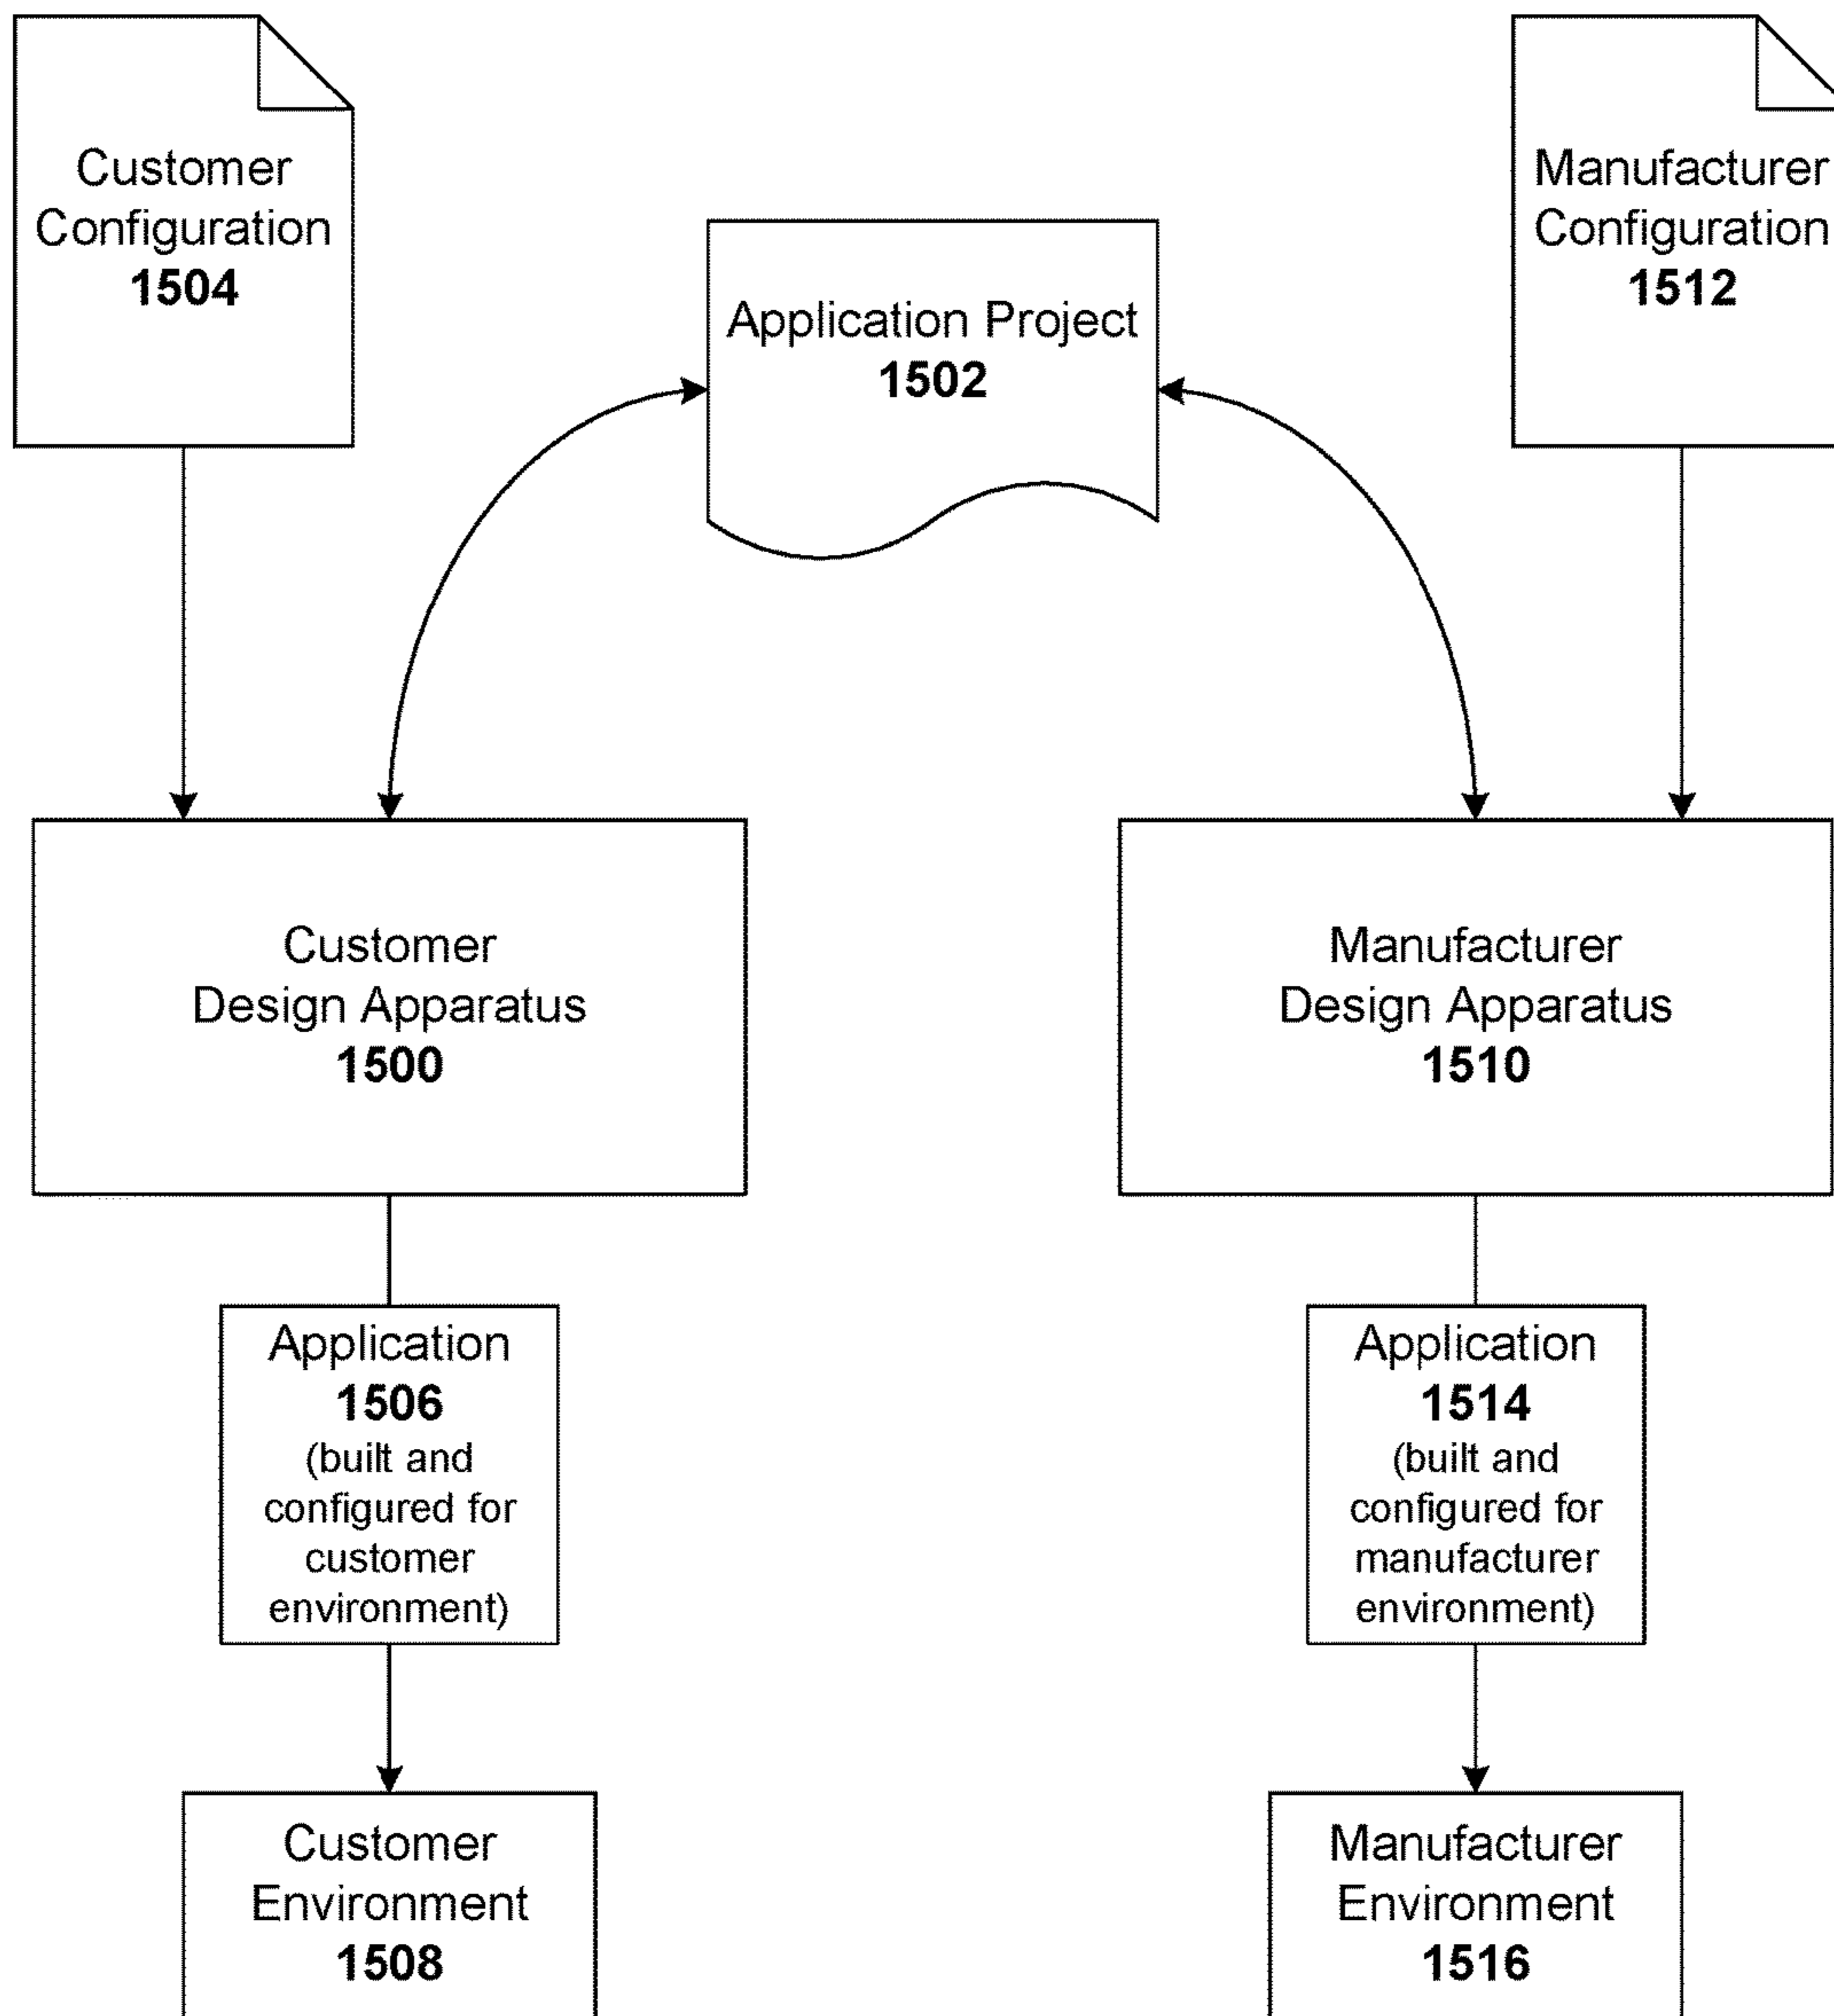 Customer
Configuration
1504
Manufacturer
Configuration
1512
Application Project
1502
Customer
Design Apparatus
1500
Manufacturer
Design Apparatus
1510
Application
1506
(built and
configured for
customer
environment)
Application
1514
(built and
configured for
manufacturer
environment)
Customer
Environment
1508
Manufacturer
Environment
1516